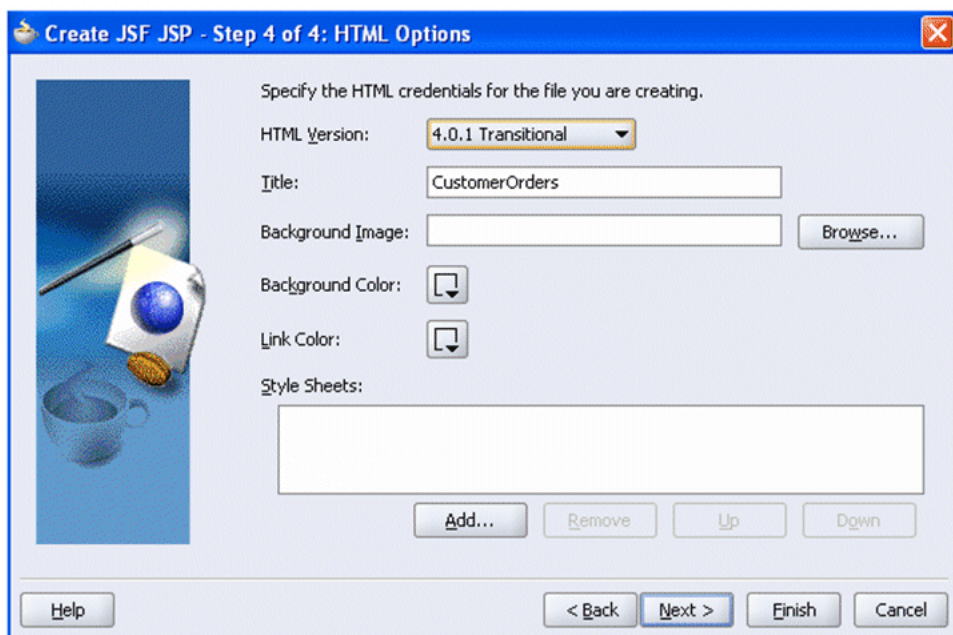 Create JSF JSP - Step 4 of 4: HTML Options
Specify the HTML credentials for the file you are creating.
HTML Version: 4.0.1 Transitional
Title: CustomerOrders
Background Image: Browse...
Background Color:
Link Color:
Style Sheets:
Add... Remove Up Down
Help < Back Next > Finish Cancel